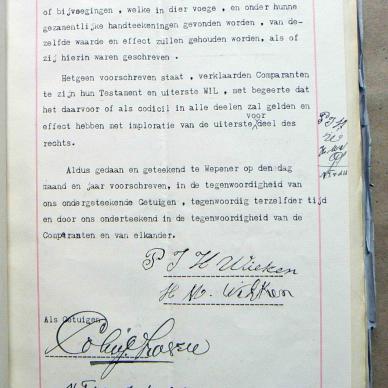 of bijvoegingen , welke in dier voege , en onder hunne
gezamentlyke handteekeningen gevonden worden , van de-
zelfde waarde en effect zullen gehouden worden, als of
zij hierin waren geschreven .
Hetgeen voorschreven staat , verklaarden Comparanten
te zijn hun Testament en uiterste WIL , met begeerte dat
het daarvoor of als codicil in alle deelen zal gelden en
voor
effect hebben met imploratie van de uiterste deel des
rechts.
Aldus gedaan en geteekend te Wepener op den dag
maand en jaar voorschreven, in de tegenwoordigheid van
ons ondergeteekende Getuigen , tegenwoordig terzelfder tijd
en door ons onderteekend in de tegenwoordigheid van de
Comparanten en van elkander.
P J H Wilken
H M. Wilken
Als Getuigen